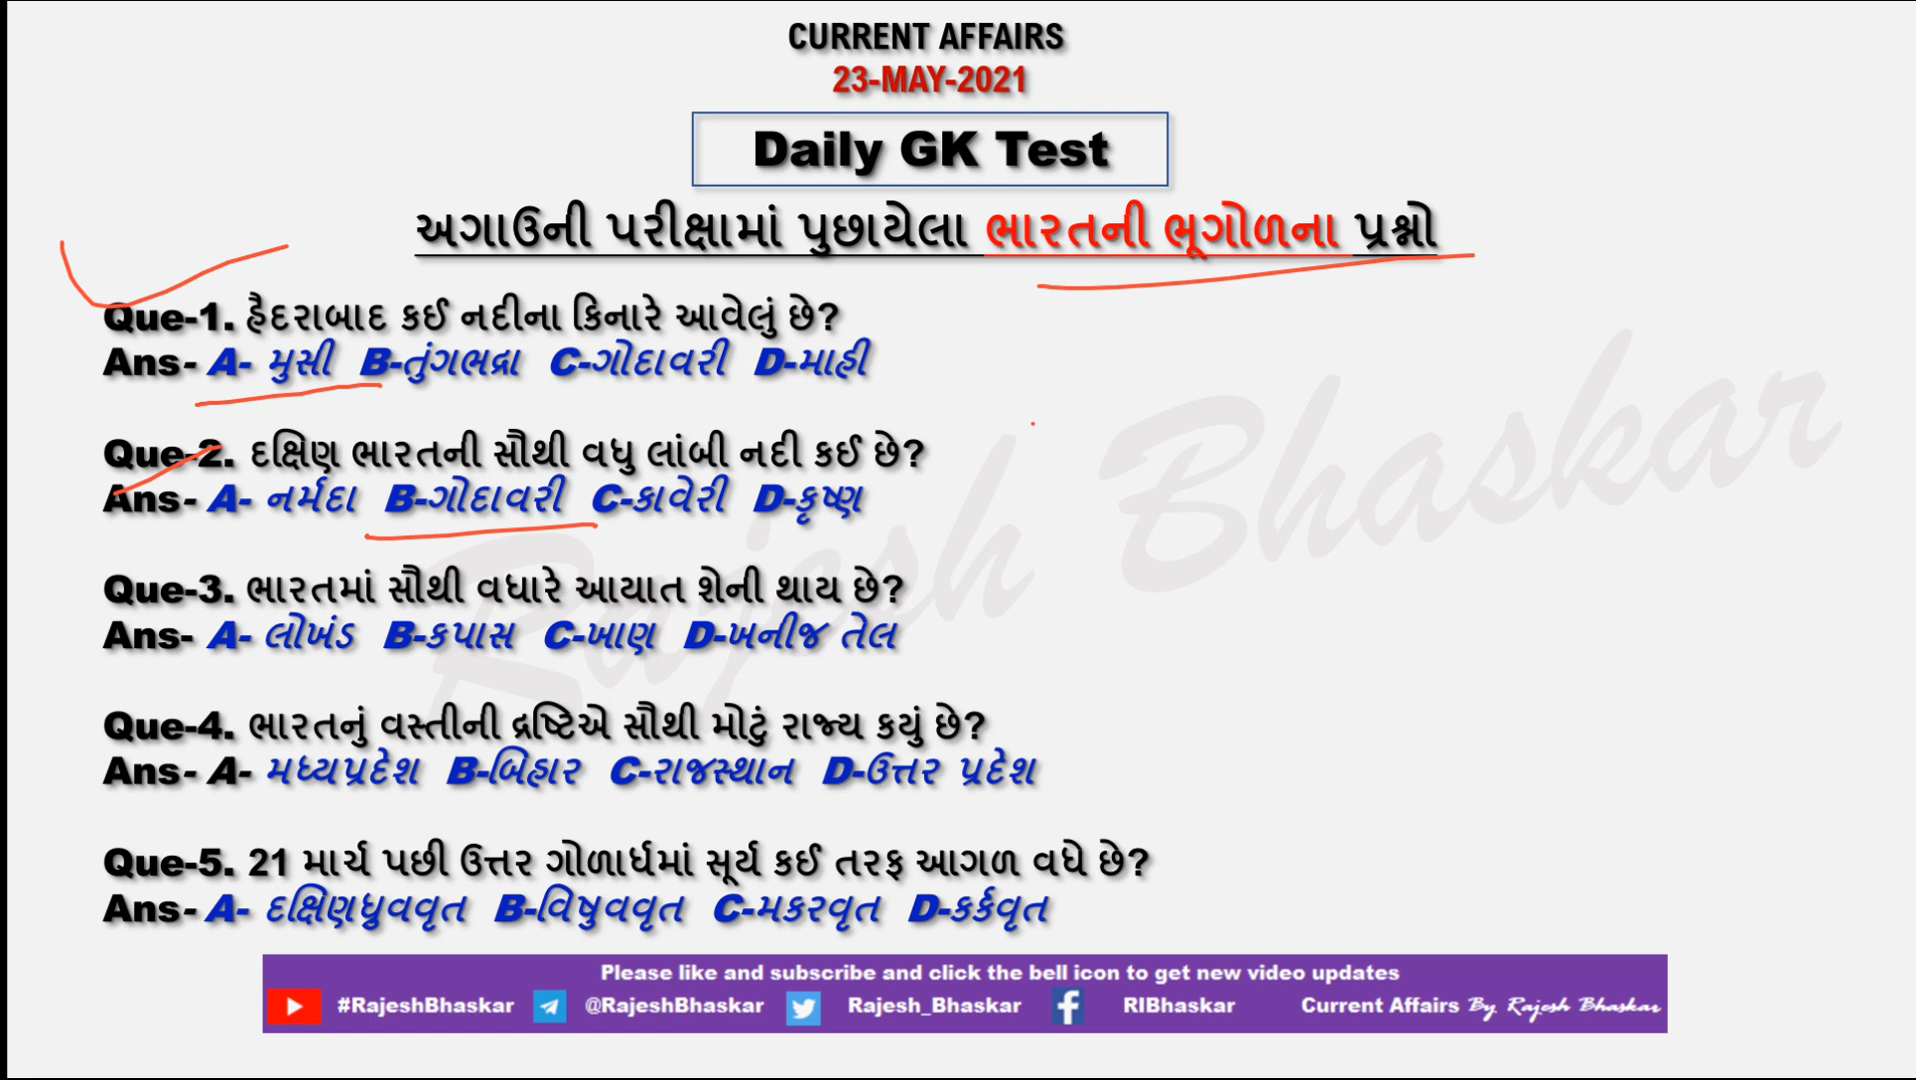 CURRENT AFFAIRS
23-MAY-2021
Daily GK Test
અગાઉની પરીક્ષામાં પુછાયેલા ભારતની ભૂગોળના પ્રશ્નો
Que-1. હૈદરાબાદ કઈ નદીના કિનારે આવેલું છે?
Ans- A- મુસી B-તુંગભદ્રા C-ગોદાવરી D-માહી
Que-2. દક્ષિણ ભારતની સૌથી વધુ લાંબી નદી કઈ છે?
Ans- A- નર્મદા B-ગોદાવરી C-કાવેરી D-કૃષ્ણ
Que-3. ભારતમાં સૌથી વધારે આયાત શેની થાય છે?
Ans- A- લોખંડ B-કપાસ C-ખાણ D-ખનીજ તેલ
Que-4. ભારતનું વસ્તીની દ્રષ્ટિએ સૌથી મોટું રાજ્ય કયું છે?
Ans- A- મધ્યપ્રદેશ B-બિહાર C-રાજસ્થાન D-ઉત્તર પ્રદેશ
Que-5. 21 માર્ચ પછી ઉત્તર ગોળાર્ધમાં સૂર્ય કઈ તરફ આગળ વધે છે?
Ans- A- દક્ષિણધ્રુવવૃત B-વિષુવવૃત C-મકરવૃત D-કર્કવૃત
Rajesh Bhaskar
Please like and subscribe and click the bell icon to get new video updates
#RajeshBhaskar @RajeshBhaskar Rajesh_Bhaskar RIBhaskar Current Affairs By Rajesh Bhaskar